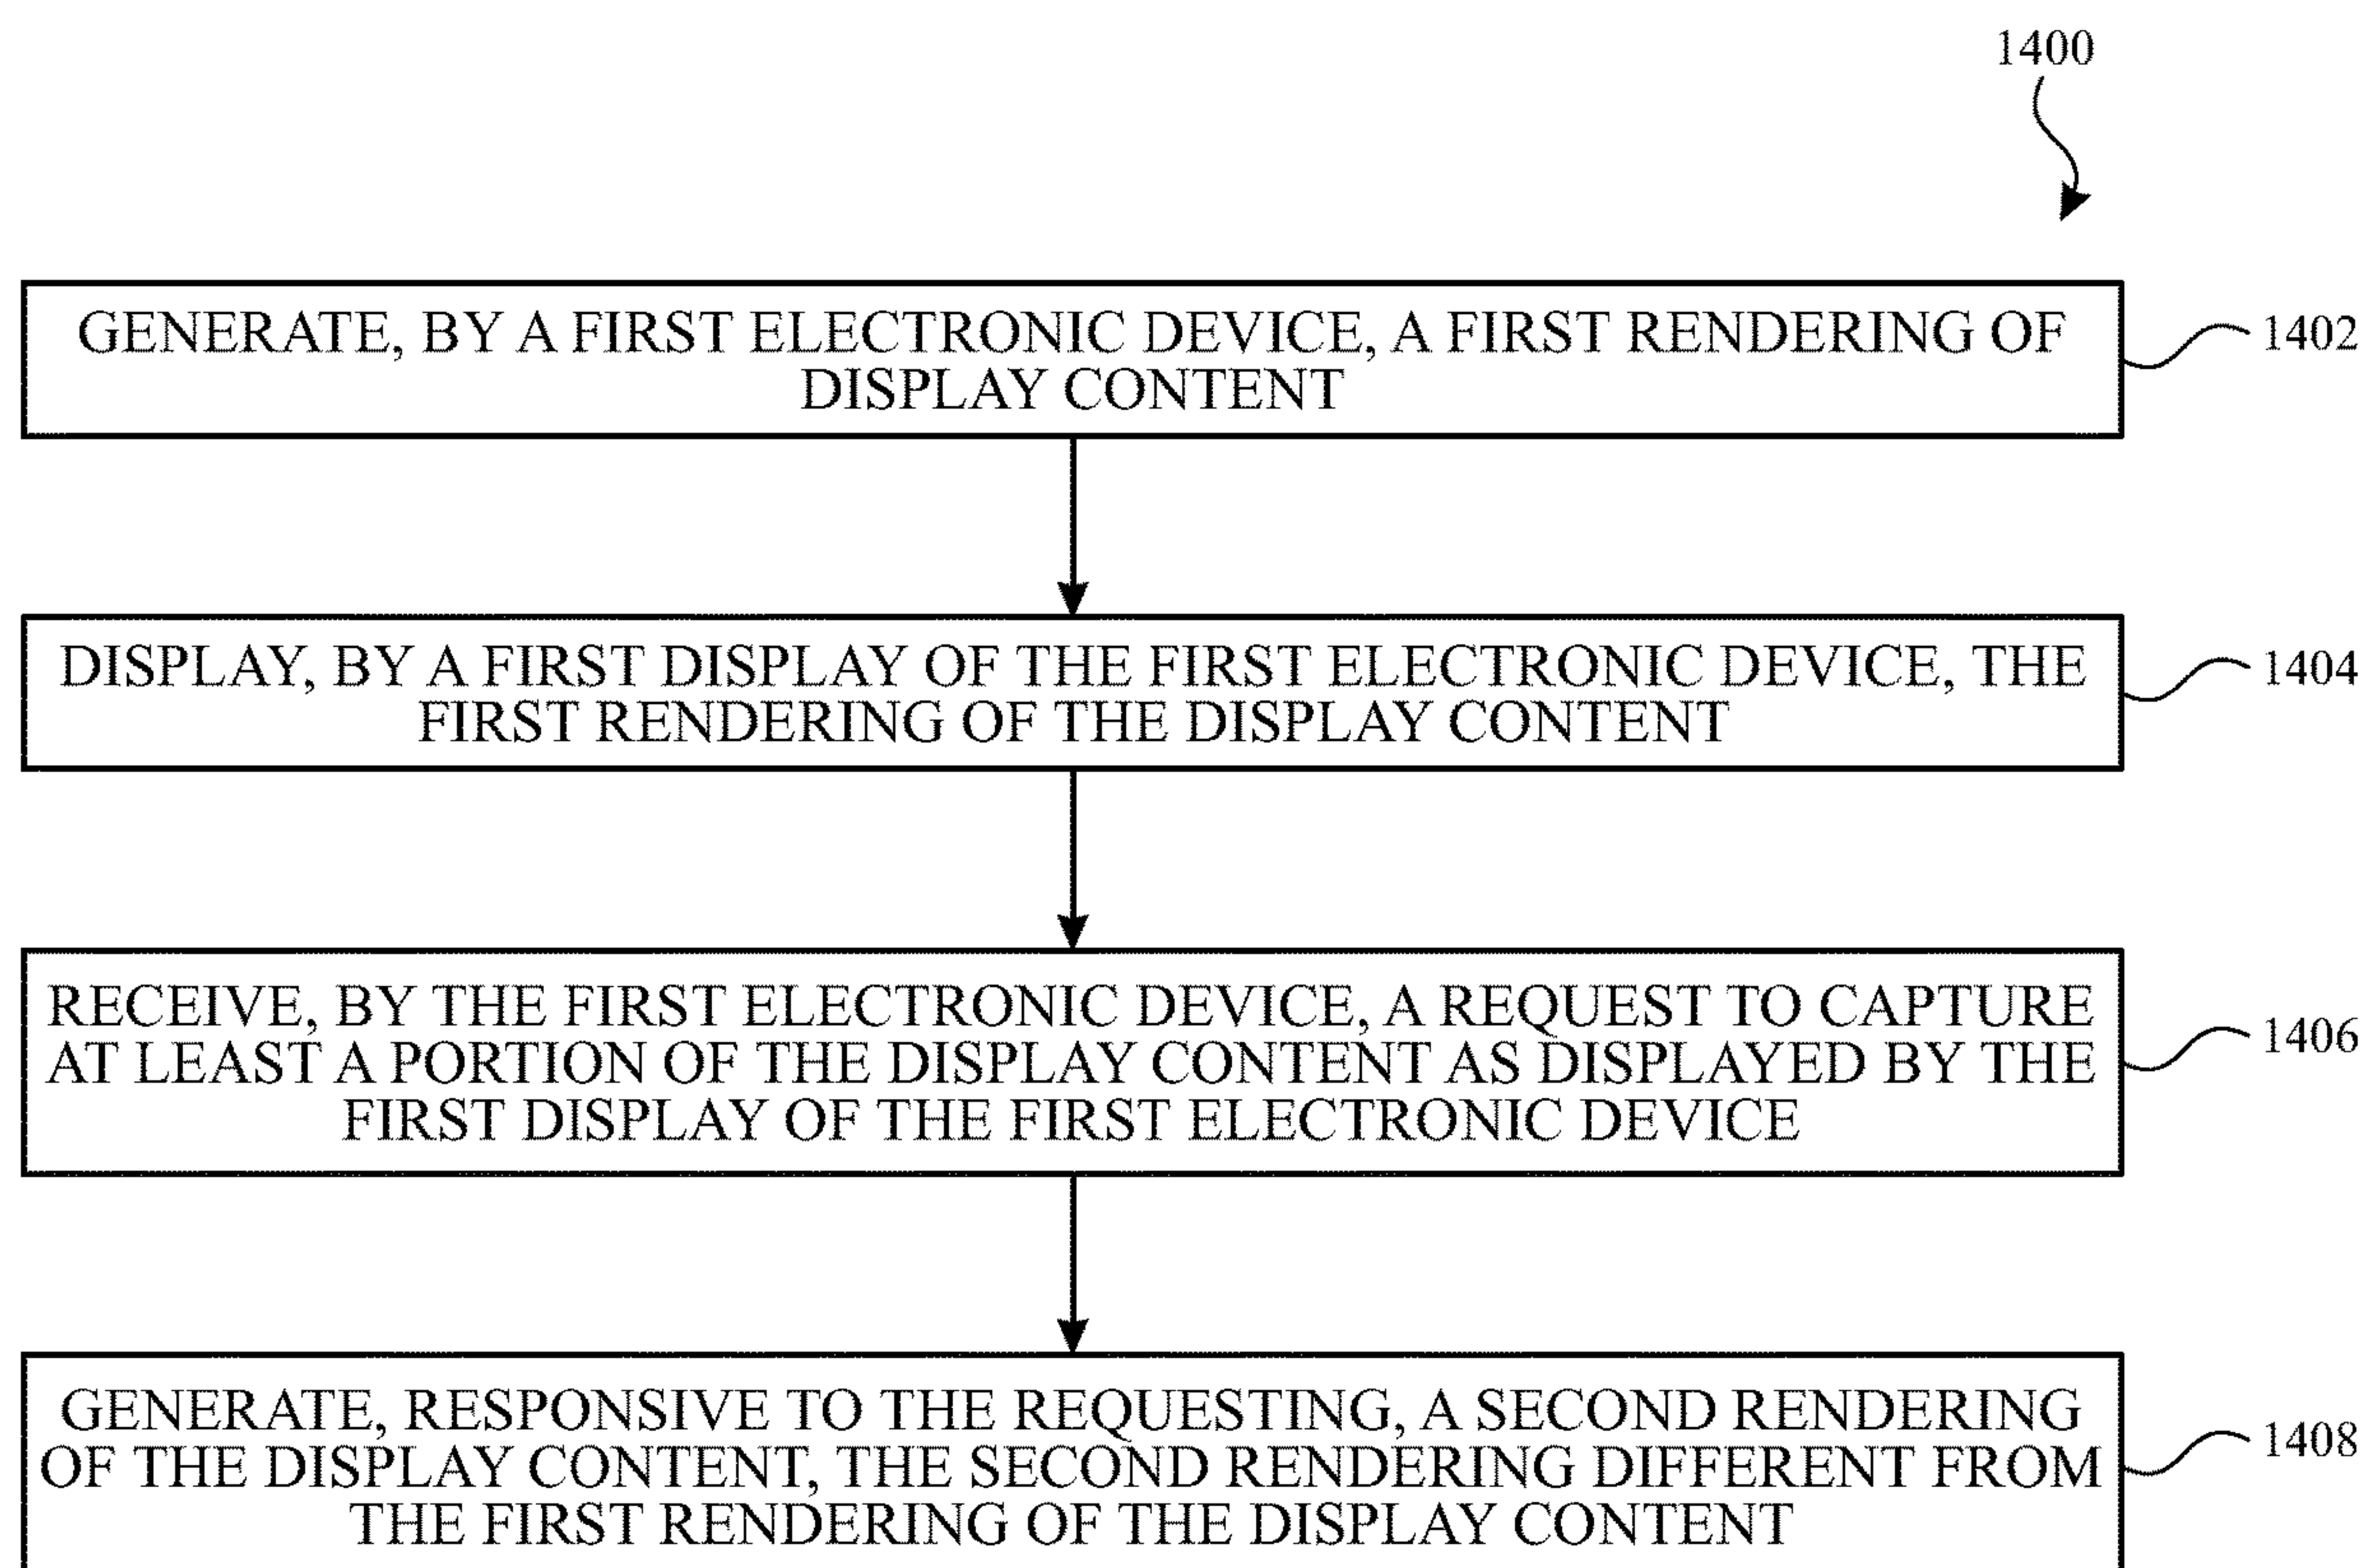 1400
GENERATE, BY A FIRST ELECTRONIC DEVICE, A FIRST RENDERING OF
DISPLAY CONTENT
1402
DISPLAY, BY A FIRST DISPLAY OF THE FIRST ELECTRONIC DEVICE, THE
FIRST RENDERING OF THE DISPLAY CONTENT
1404
RECEIVE, BY THE FIRST ELECTRONIC DEVICE, A REQUEST TO CAPTURE
AT LEAST A PORTION OF THE DISPLAY CONTENT AS DISPLAYED BY THE
FIRST DISPLAY OF THE FIRST ELECTRONIC DEVICE
1406
GENERATE, RESPONSIVE TO THE REQUESTING, A SECOND RENDERING
OF THE DISPLAY CONTENT, THE SECOND RENDERING DIFFERENT FROM
THE FIRST RENDERING OF THE DISPLAY CONTENT
1408